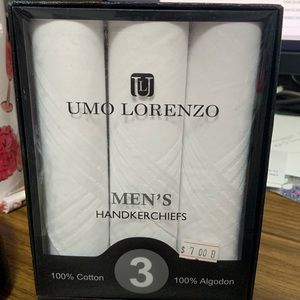 UL
UMO LORENZO
MEN'S
HANDKERCHIEFS
$ 7.00
100% Cotton
3
100% Algodon